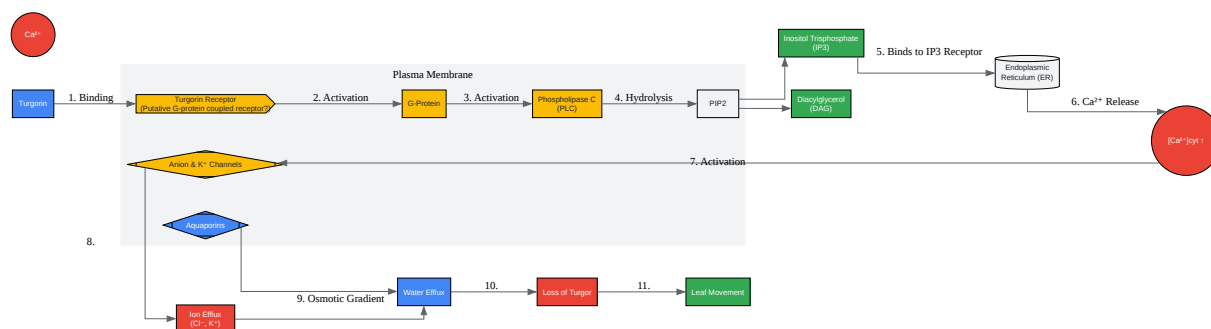 Ca²⁺
Plasma Membrane
Turgorin
1. Binding
Turgorin Receptor
(Putative G-protein coupled receptor?)
2. Activation
G-Protein
3. Activation
Phospholipase C
(PLC)
4. Hydrolysis
PIP2
Inositol Trisphosphate
(IP3)
Diacylglycerol
(DAG)
5. Binds to IP3 Receptor
Endoplasmic
Reticulum (ER)
6. Ca²⁺ Release
[Ca²⁺]cyt ↑
7. Activation
Anion & K⁺ Channels
Aquaporins
8.
9. Osmotic Gradient
Water Efflux
10.
Loss of Turgor
11.
Leaf Movement
Ion Efflux
(Cl⁻, K⁺)